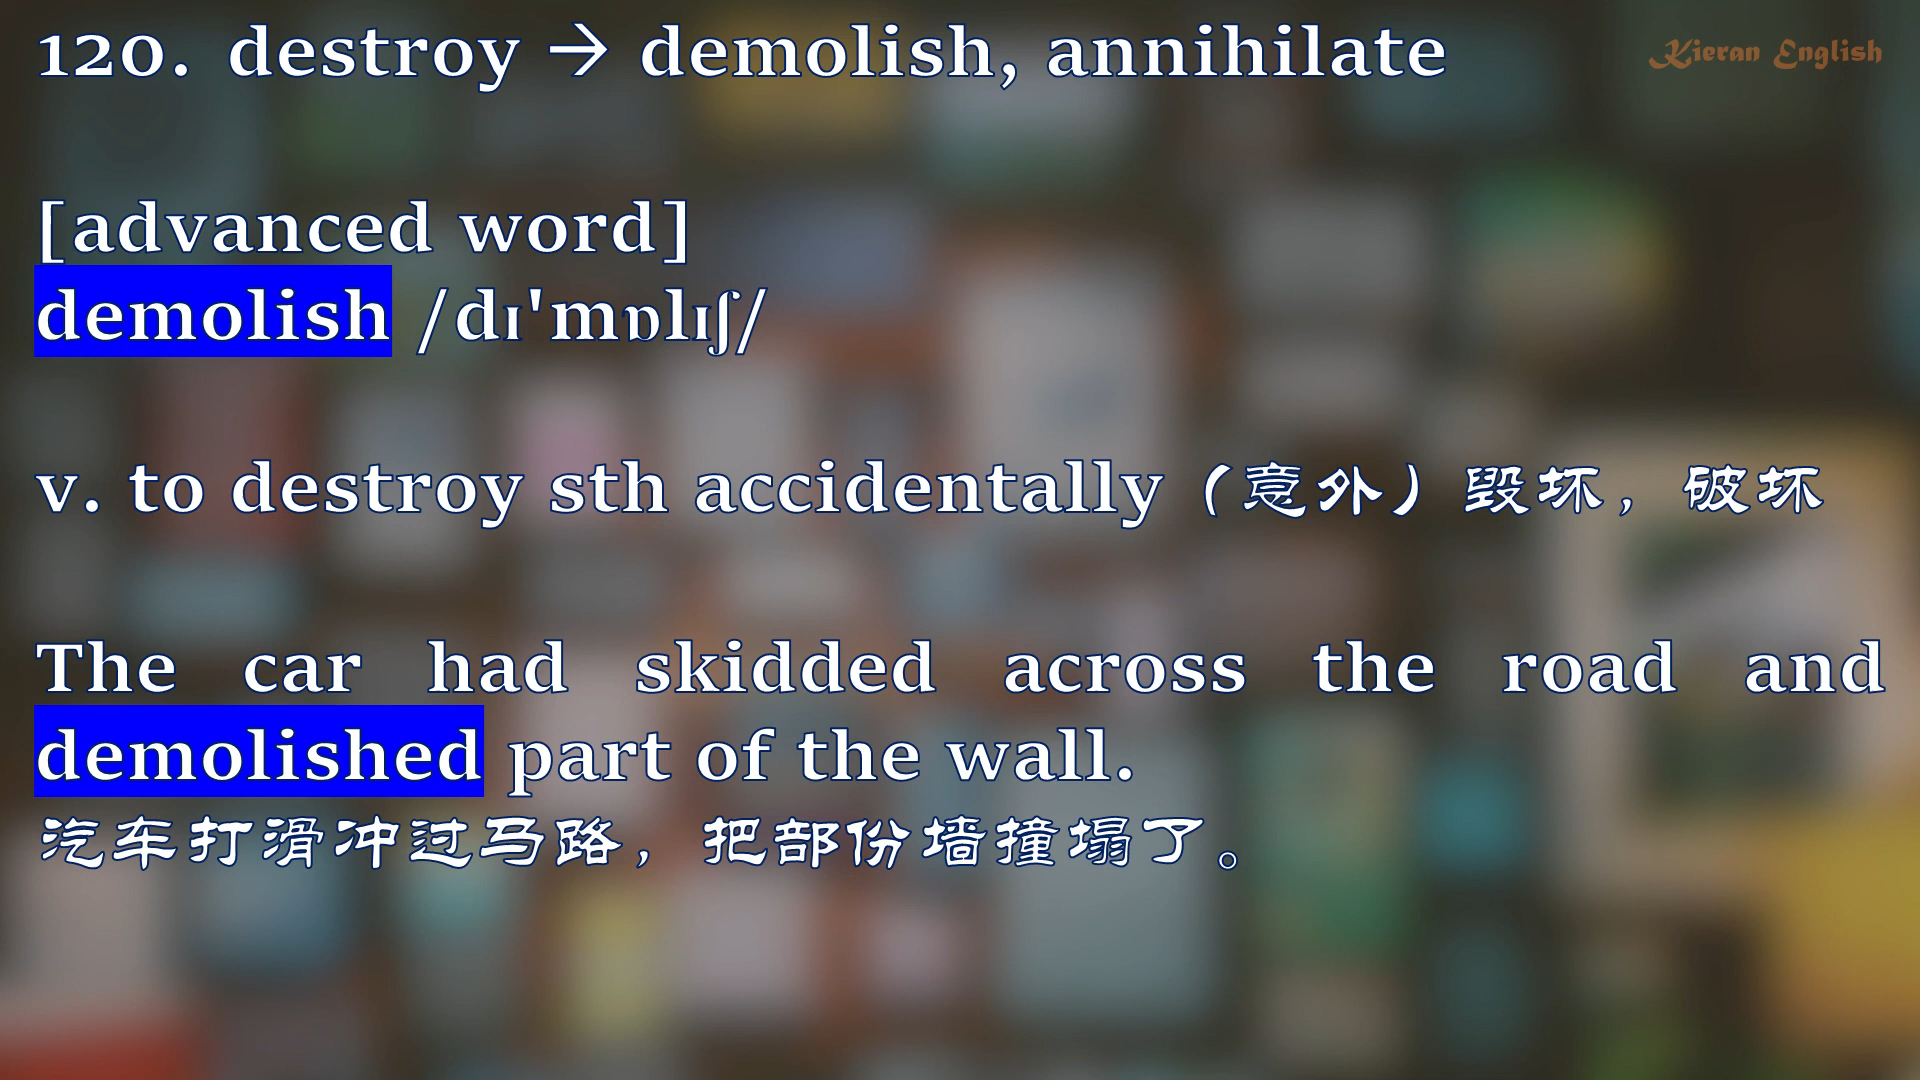 120. destroy → demolish, annihilate
Kieran English
[advanced word]
demolish /dɪ'mɒlɪʃ/
v. to destroy sth accidentally（意外）毁坏，破坏
The car had skidded across the road and
demolished part of the wall.
汽车打滑冲过马路，把部份墙撞塌了。